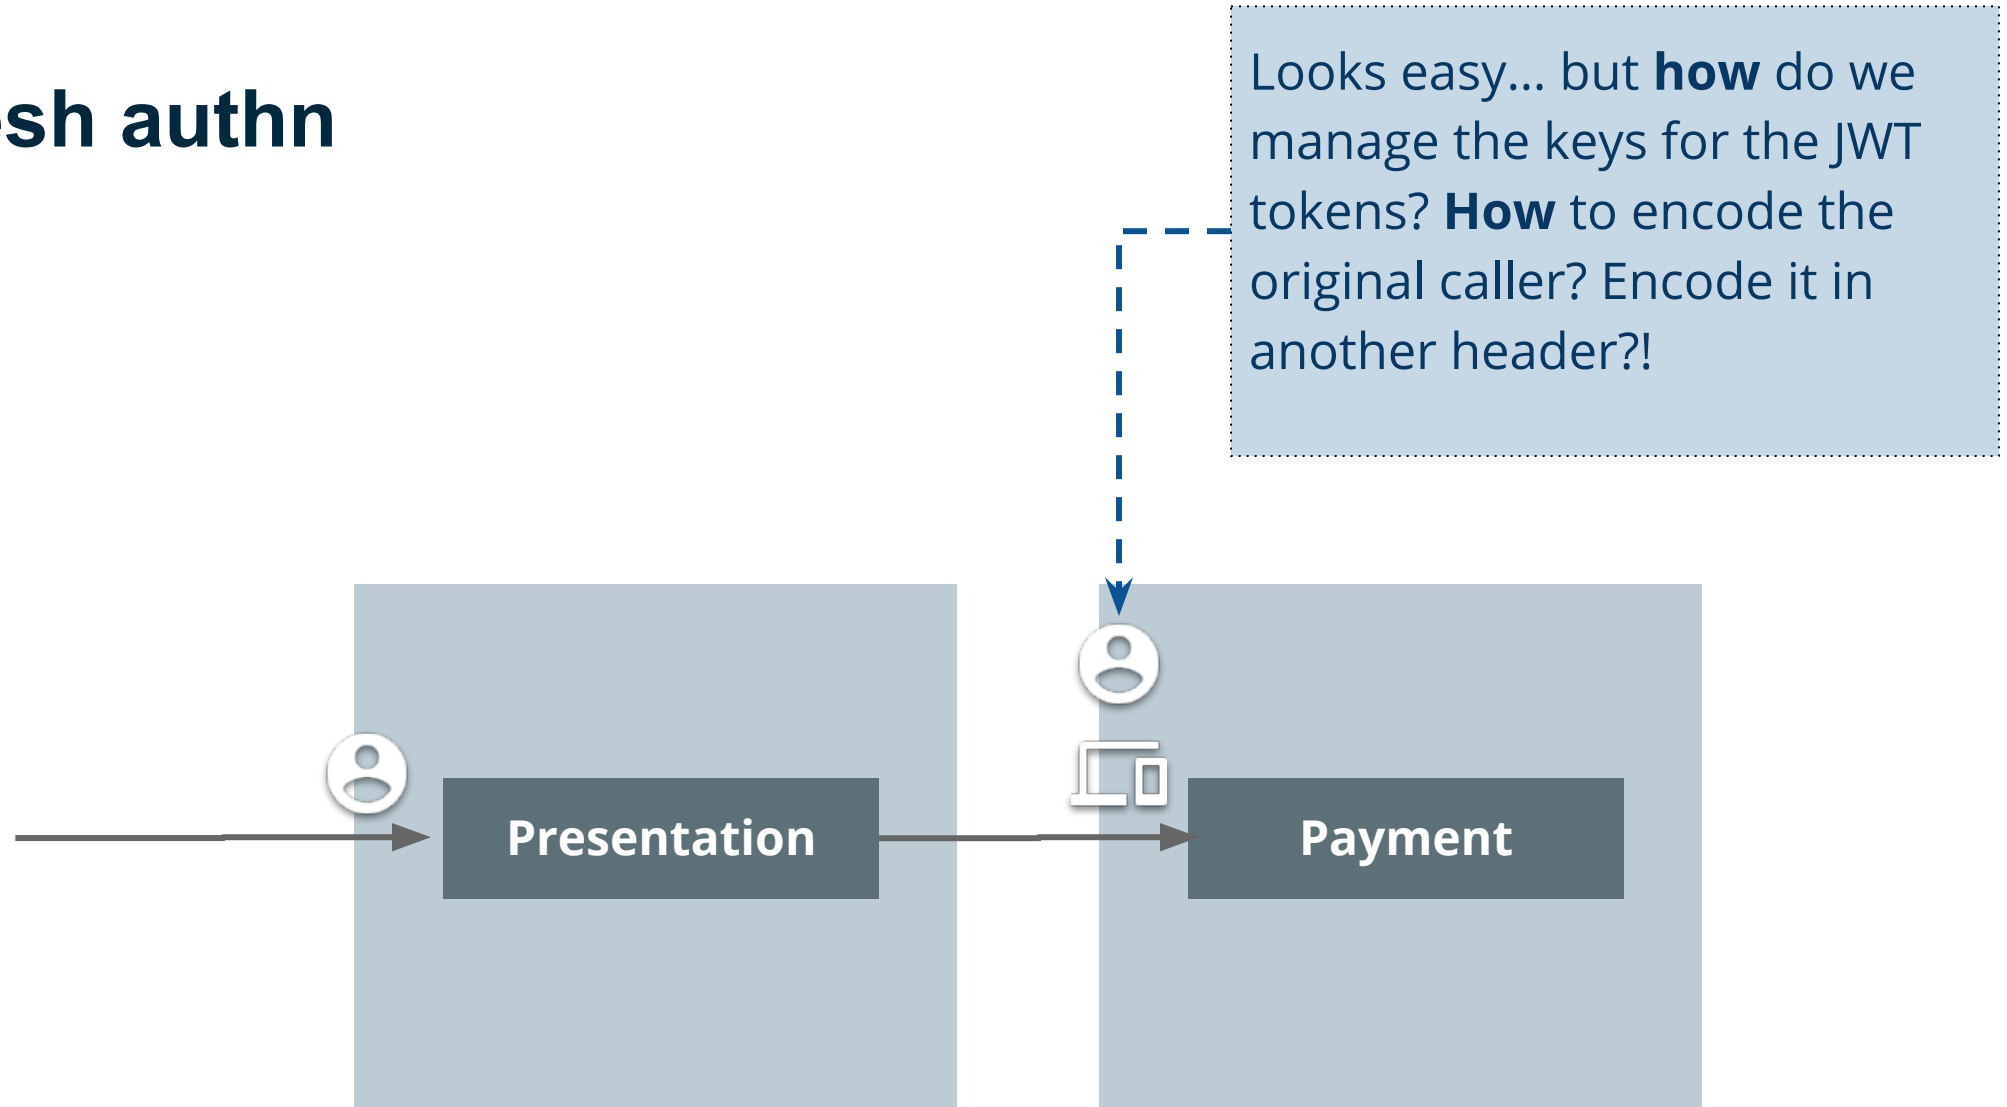 esh authn
Looks easy... but how do we
manage the keys for the JWT
tokens? How to encode the
original caller? Encode it in
another header?!
Presentation
Payment